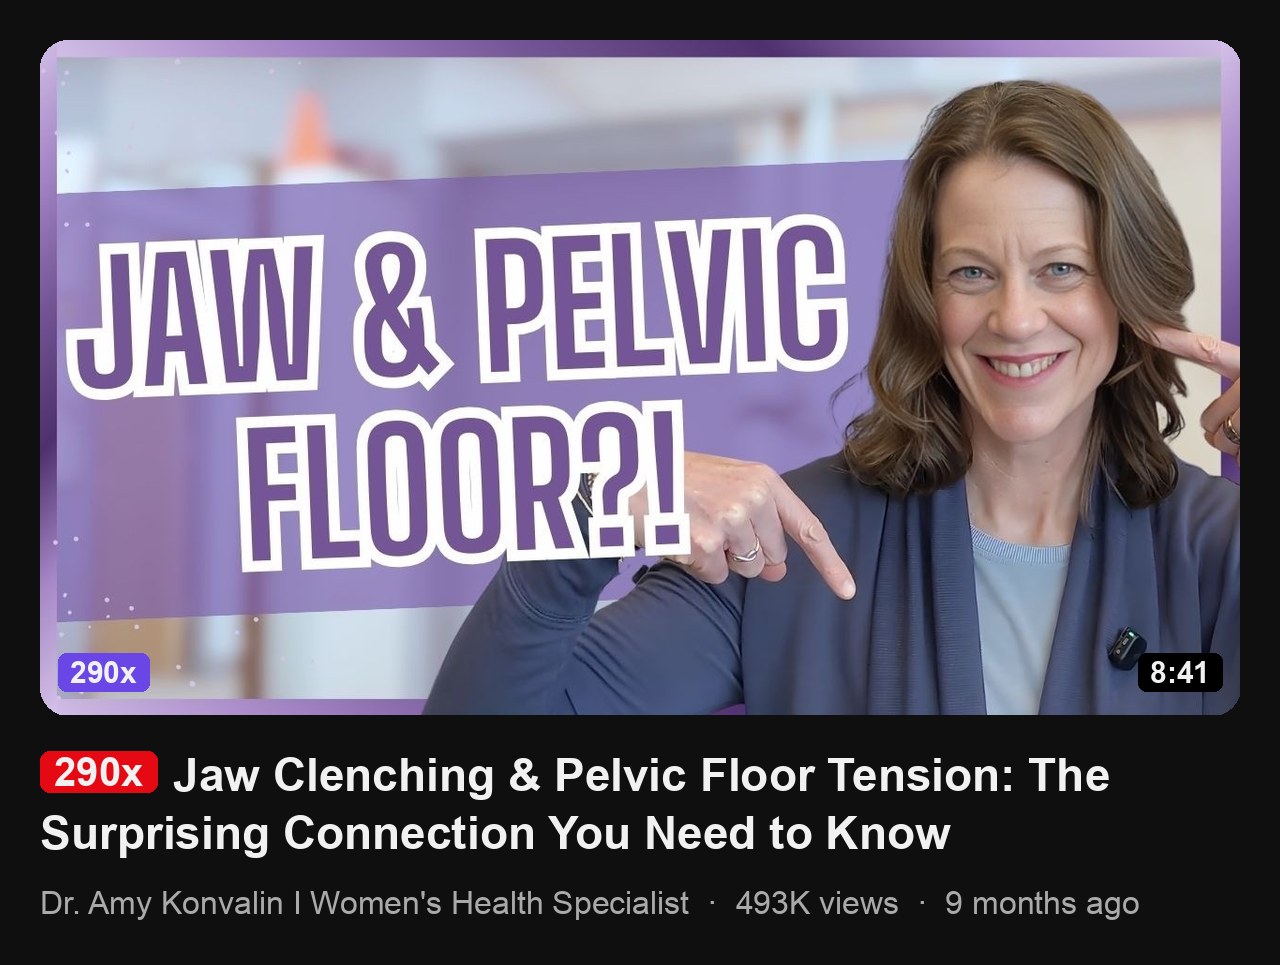 JAW & PELVIC
FLOOR?!
290x
8:41
290x Jaw Clenching & Pelvic Floor Tension: The
Surprising Connection You Need to Know
Dr. Amy Konvalin I Women's Health Specialist · 493K views · 9 months ago